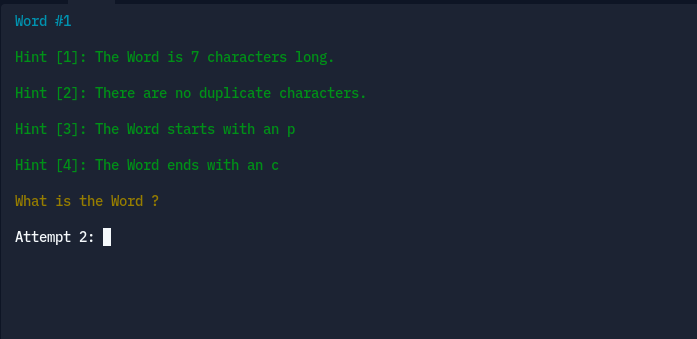 Word #1
Hint [1]: The Word is 7 characters long.
Hint [2]: There are no duplicate characters.
Hint [3]: The Word starts with an p
Hint [4]: The Word ends with an c
What is the Word ?
Attempt 2: